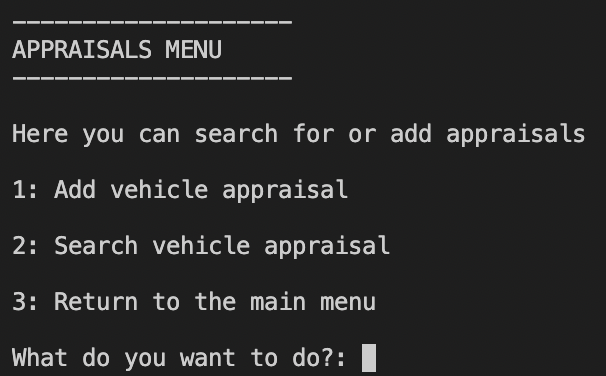 --------------------
APPRAISALS MENU
--------------------
Here you can search for or add appraisals
1: Add vehicle appraisal
2: Search vehicle appraisal
3: Return to the main menu
What do you want to do?: